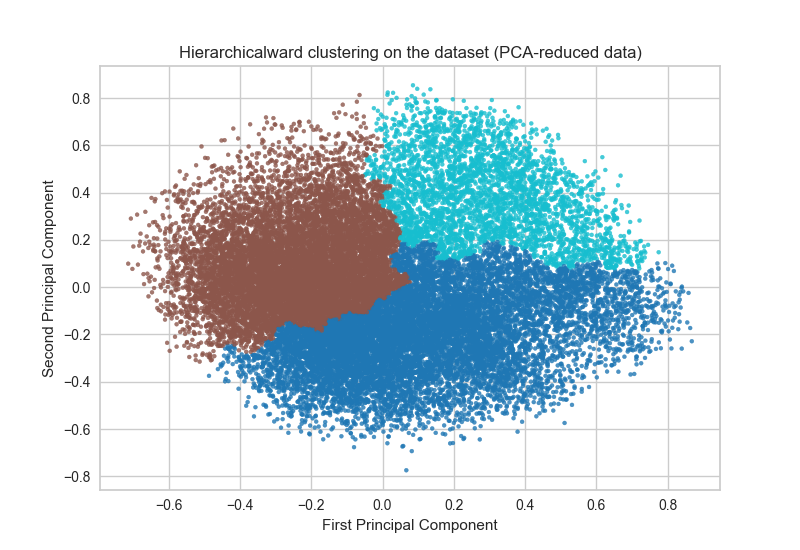 Hierarchicalward clustering on the dataset (PCA-reduced data)
Second Principal Component
0.8
0.6
0.4
0.2
0.0
−0.2
−0.4
−0.6
−0.8
−0.6 −0.4 −0.2 0.0 0.2 0.4 0.6 0.8
First Principal Component